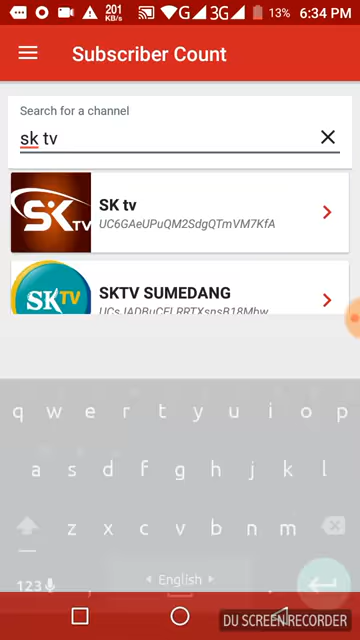 201 KB/s G 3G 13% 6:34 PM
Subscriber Count
Search for a channel
sk tv
SK TV
SK tv
UC6GAeUPuQM2SdgQTmVM7KfA
SK TV
SKTV SUMEDANG
q w e r t y u i o p
a s d f g h j k l
z x c v b n m
123 , English .
DU SCREEN RECORDER